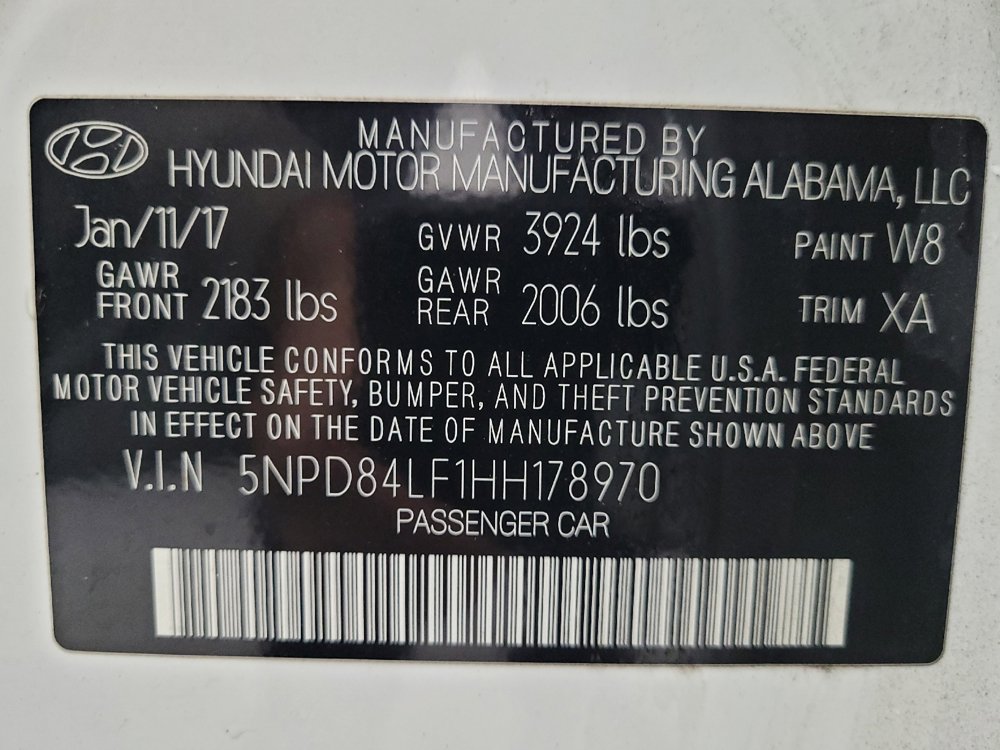 MANUFACTURED BY
HYUNDAI MOTOR MANUFACTURING ALABAMA, LLC
Jan/11/17 GVWR 3924 lbs PAINT W8
GAWR FRONT 2183 lbs GAWR REAR 2006 lbs TRIM XA
THIS VEHICLE CONFORMS TO ALL APPLICABLE U.S.A. FEDERAL
MOTOR VEHICLE SAFETY, BUMPER, AND THEFT PREVENTION STANDARDS
IN EFFECT ON THE DATE OF MANUFACTURE SHOWN ABOVE
V.I.N 5NPD84LF1HH178970
PASSENGER CAR